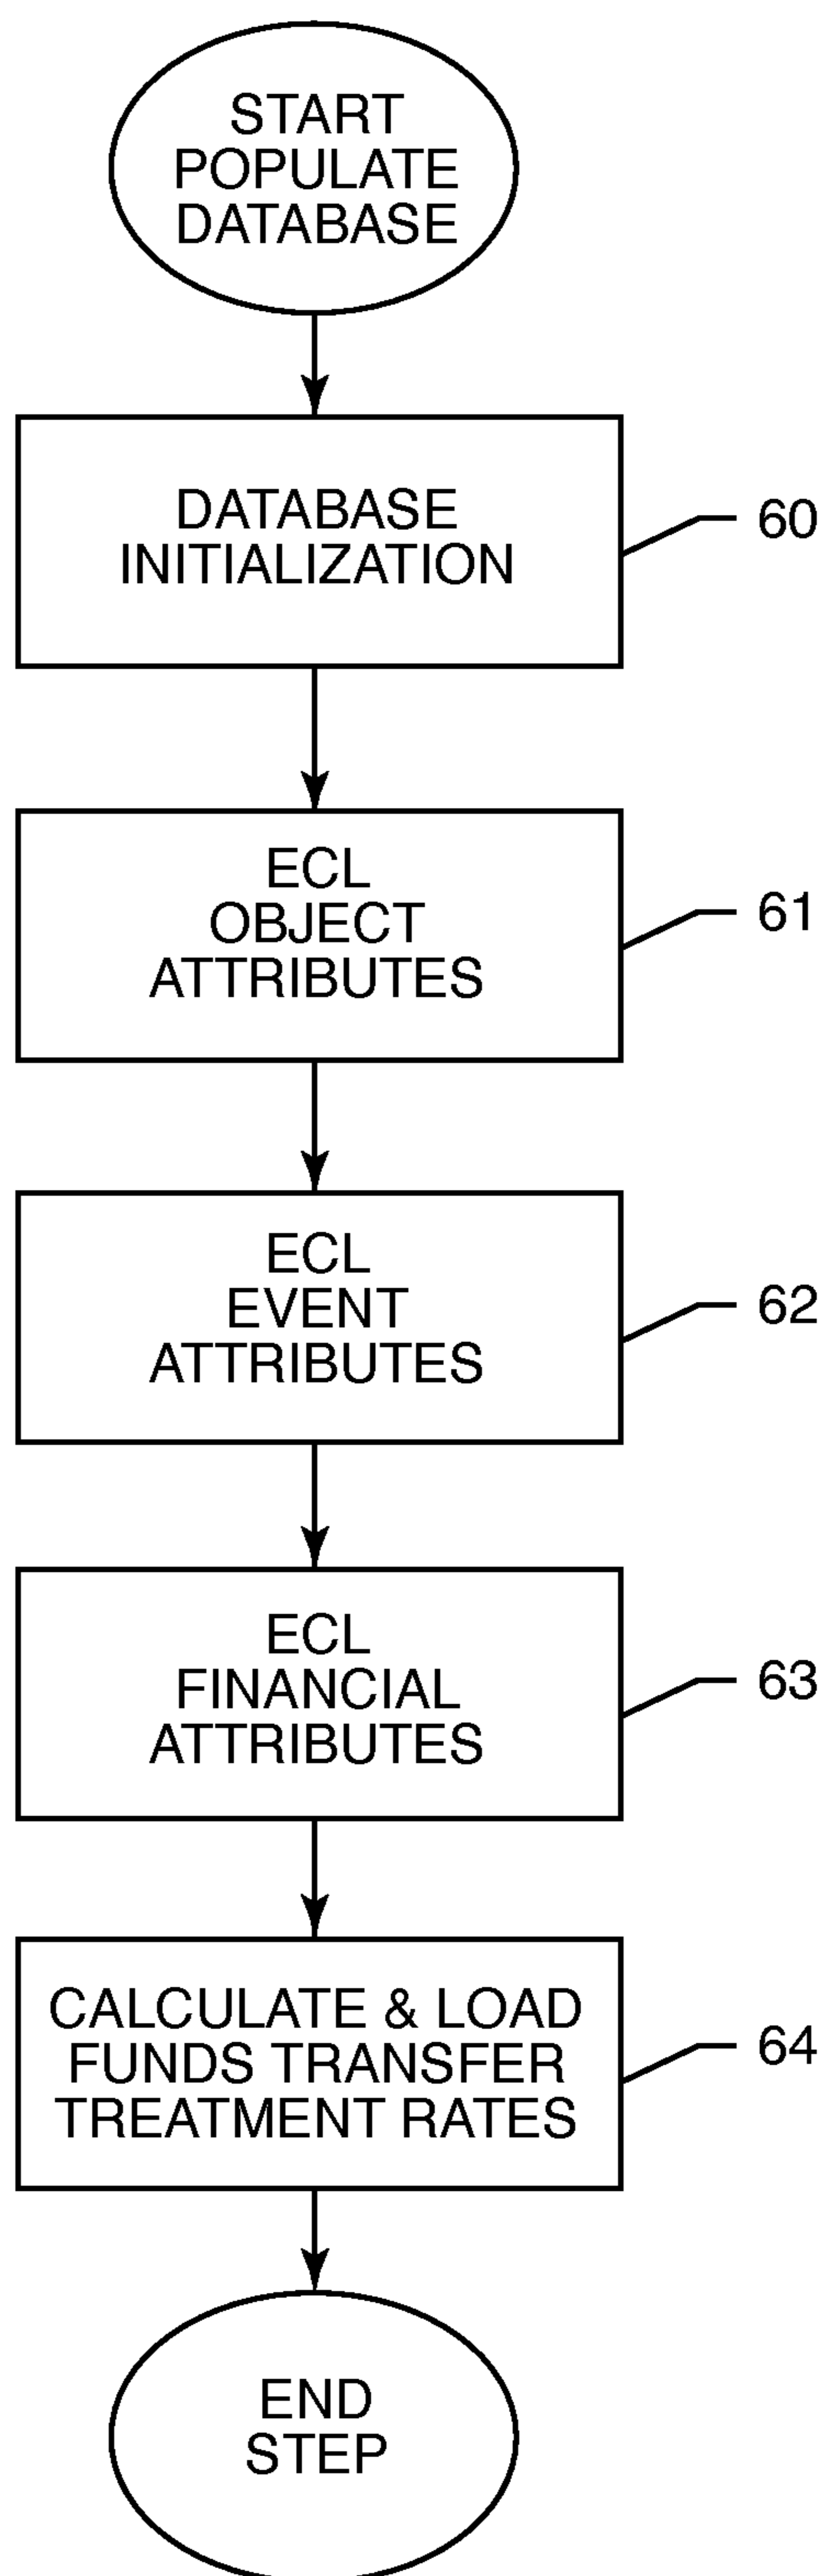 START
POPULATE
DATABASE
DATABASE
INITIALIZATION
60
ECL
OBJECT
ATTRIBUTES
61
ECL
EVENT
ATTRIBUTES
62
ECL
FINANCIAL
ATTRIBUTES
63
CALCULATE & LOAD
FUNDS TRANSFER
TREATMENT RATES
64
END
STEP